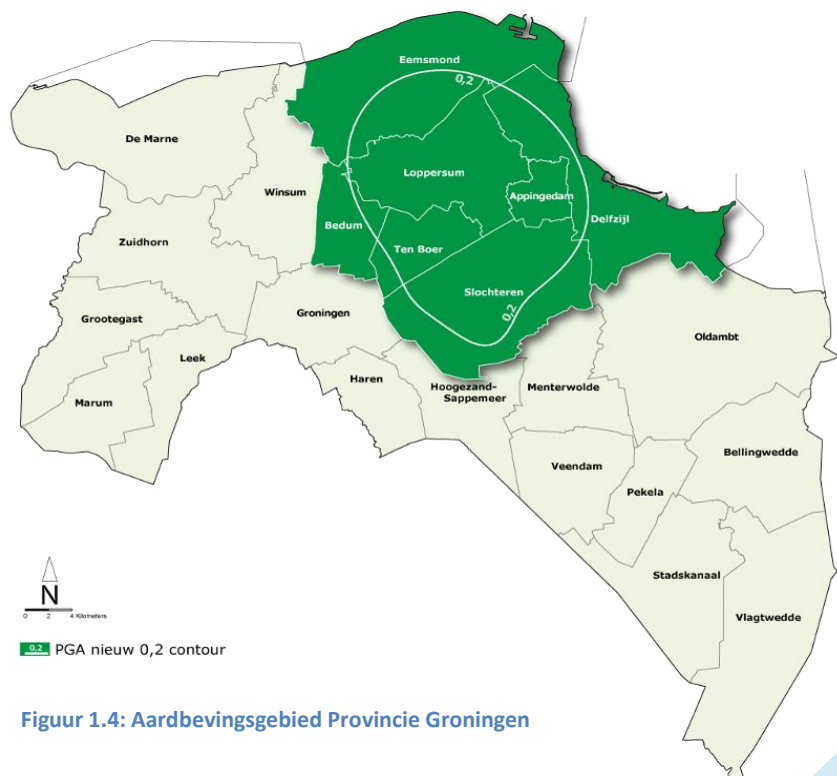 Eemsmond
0,2
De Marne
Loppersum
Winsum
Appingedam
Bedum
Delfzijl
Ten Boer
Zuidhorn
Slochteren
0,2
Groningen
Grootegast
Oldambt
Leek
Haren
Hoogezand-
Sappemeer
Menterwolde
Marum
Bellingwedde
Veendam
Pekela
Stadskanaal
N
0 2 4 Kilometers
Vlagtwedde
0,2 PGA nieuw 0,2 contour
Figuur 1.4: Aardbevingsgebied Provincie Groningen